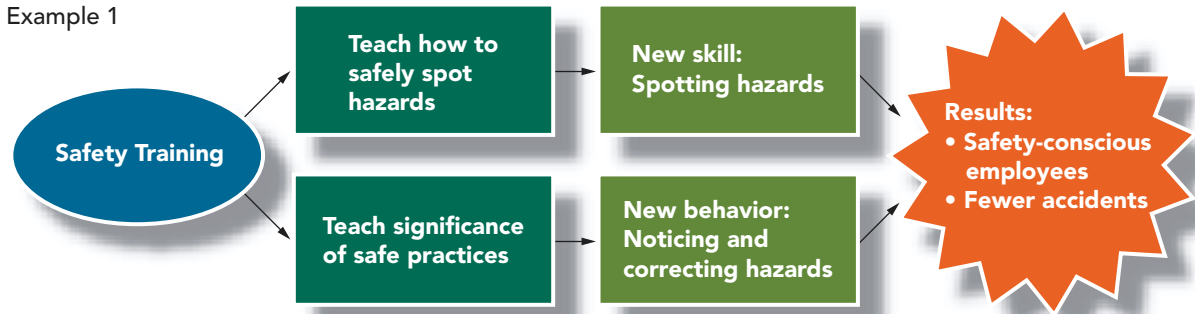 Example 1
Safety Training
Teach how to
safely spot
hazards
New skill:
Spotting hazards
Teach significance
of safe practices
New behavior:
Noticing and
correcting hazards
Results:
• Safety-conscious
employees
• Fewer accidents